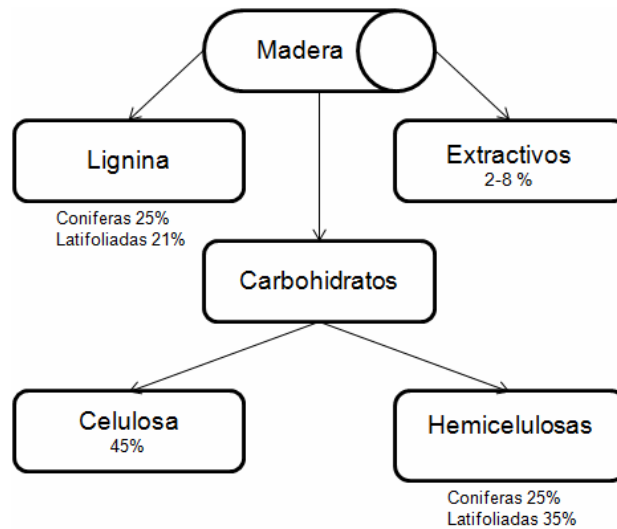 Madera
Lignina
Extractivos
2-8 %
Coniferas 25%
Latifoliadas 21%
Carbohidratos
Celulosa
45%
Hemicelulosas
Coniferas 25%
Latifoliadas 35%